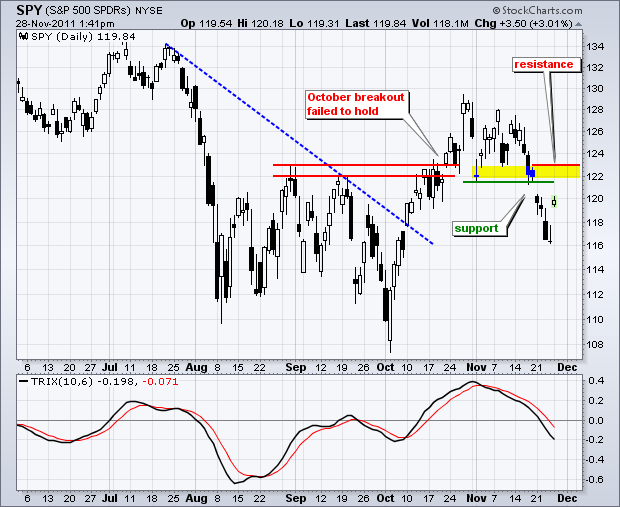 SPY (S&P 500 SPDRs) NYSE
© StockCharts.com
28-Nov-2011 Op 119.54 Hi 120.18 Lo 119.31 Last 119.84 Vol 118.1M Chg +3.50 (+3.01%)
SPY (Daily) 119.84
134
132
130
128
126
124
122
120
118
116
114
112
110
108
resistance
October breakout
failed to hold
support
6 13 20 27 Jul 11 18 25 Aug 8 15 22 Sep 12 19 26 Oct 10 17 24 Nov 7 14 21 Dec
TRIX(10,6) -0.198, -0.071
0.4
0.2
0.0
-0.2
-0.4
-0.6
6 13 20 27 Jul 11 18 25 Aug 8 15 22 Sep 12 19 26 Oct 10 17 24 Nov 7 14 21 Dec